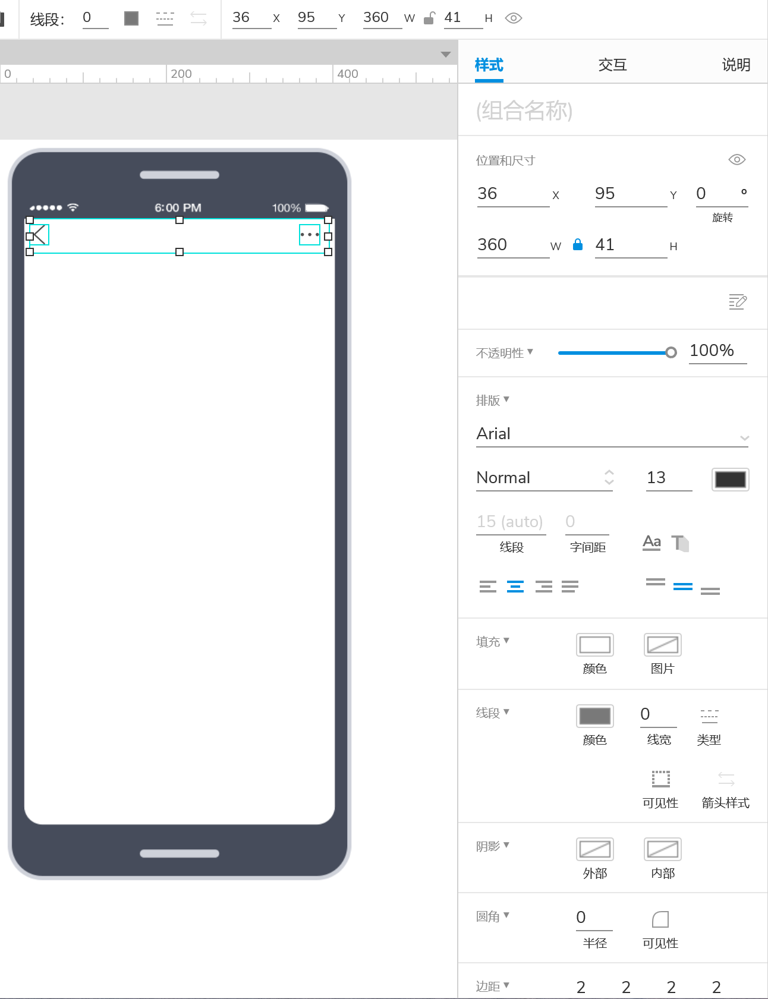 线段： 0 36 X 95 Y 360 W 41 H
0 200 400
样式 交互 说明
(组合名称)
位置和尺寸
36 X 95 Y 0 °
旋转
360 W 41 H
6:00 PM 100%
不透明性 100%
排版
Arial
Normal 13
15 (auto) 0
线段 字间距 Aa T
填充
颜色 图片
线段 0
颜色 线宽 类型
可见性 箭头样式
阴影
外部 内部
圆角 0
半径 可见性
边距 2 2 2 2